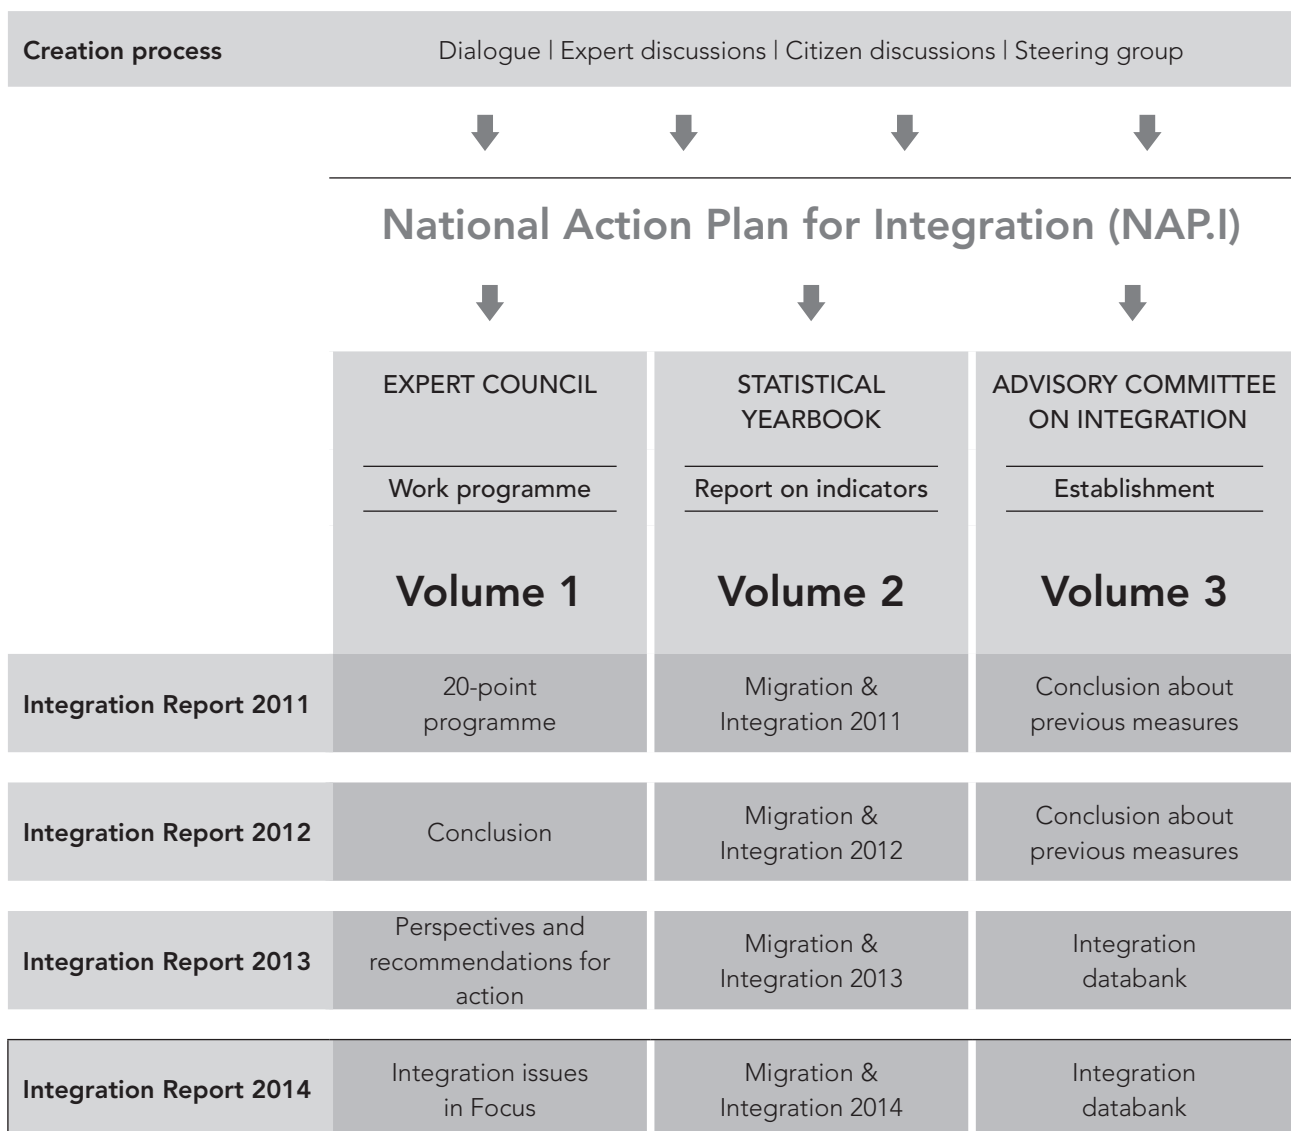 Creation process
Dialogue | Expert discussions | Citizen discussions | Steering group
National Action Plan for Integration (NAP.I)
EXPERT COUNCIL
STATISTICAL
YEARBOOK
ADVISORY COMMITTEE
ON INTEGRATION
Work programme
Report on indicators
Establishment
Volume 1
Volume 2
Volume 3
Integration Report 2011
20-point
programme
Migration &
Integration 2011
Conclusion about
previous measures
Integration Report 2012
Conclusion
Migration &
Integration 2012
Conclusion about
previous measures
Integration Report 2013
Perspectives and
recommendations for
action
Migration &
Integration 2013
Integration
databank
Integration Report 2014
Integration issues
in Focus
Migration &
Integration 2014
Integration
databank